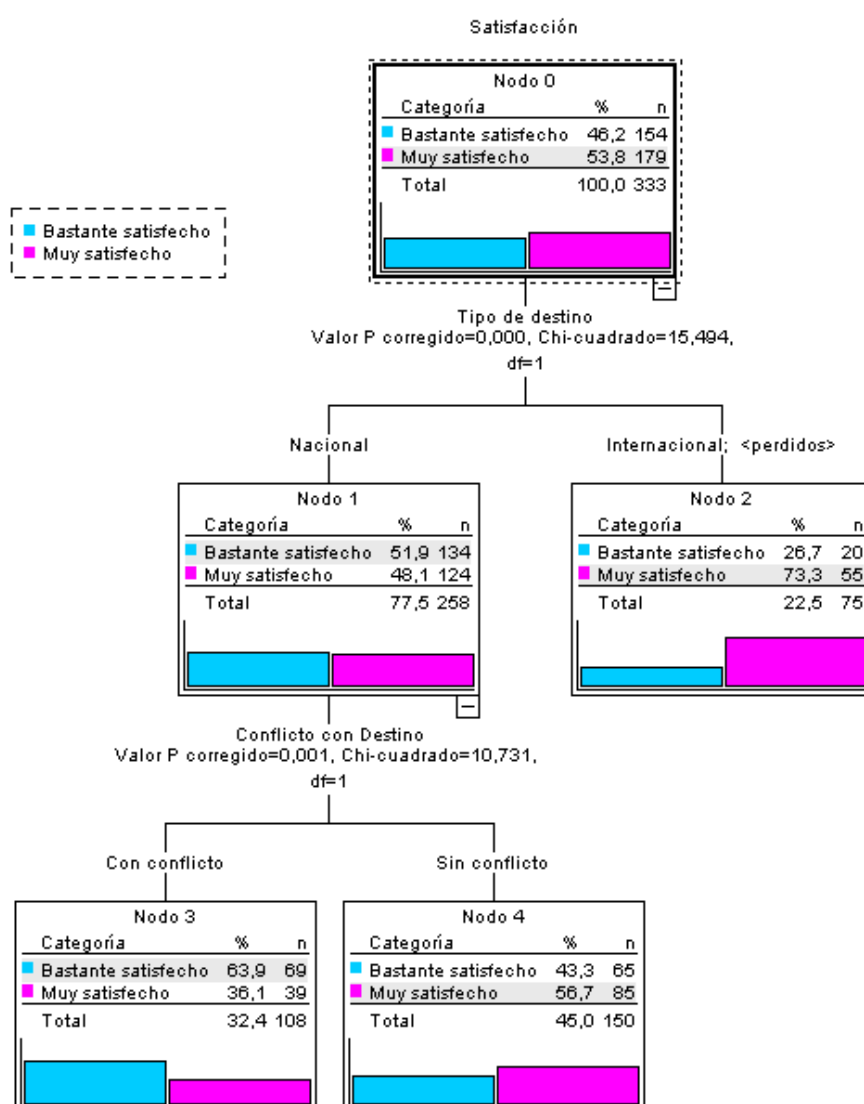 Satisfacción
Nodo 0
Categoría % n
Bastante satisfecho 46,2 154
Muy satisfecho 53,8 179
Total 100,0 333
Bastante satisfecho
Muy satisfecho
Tipo de destino
Valor P corregido=0,000, Chi-cuadrado=15,494,
df=1
Nacional
Internacional; <perdidos>
Nodo 1
Categoría % n
Bastante satisfecho 51,9 134
Muy satisfecho 48,1 124
Total 77,5 258
Nodo 2
Categoría % n
Bastante satisfecho 26,7 20
Muy satisfecho 73,3 55
Total 22,5 75
Conflicto con Destino
Valor P corregido=0,001, Chi-cuadrado=10,731,
df=1
Con conflicto
Sin conflicto
Nodo 3
Categoría % n
Bastante satisfecho 63,9 69
Muy satisfecho 36,1 39
Total 32,4 108
Nodo 4
Categoría % n
Bastante satisfecho 43,3 65
Muy satisfecho 56,7 85
Total 45,0 150